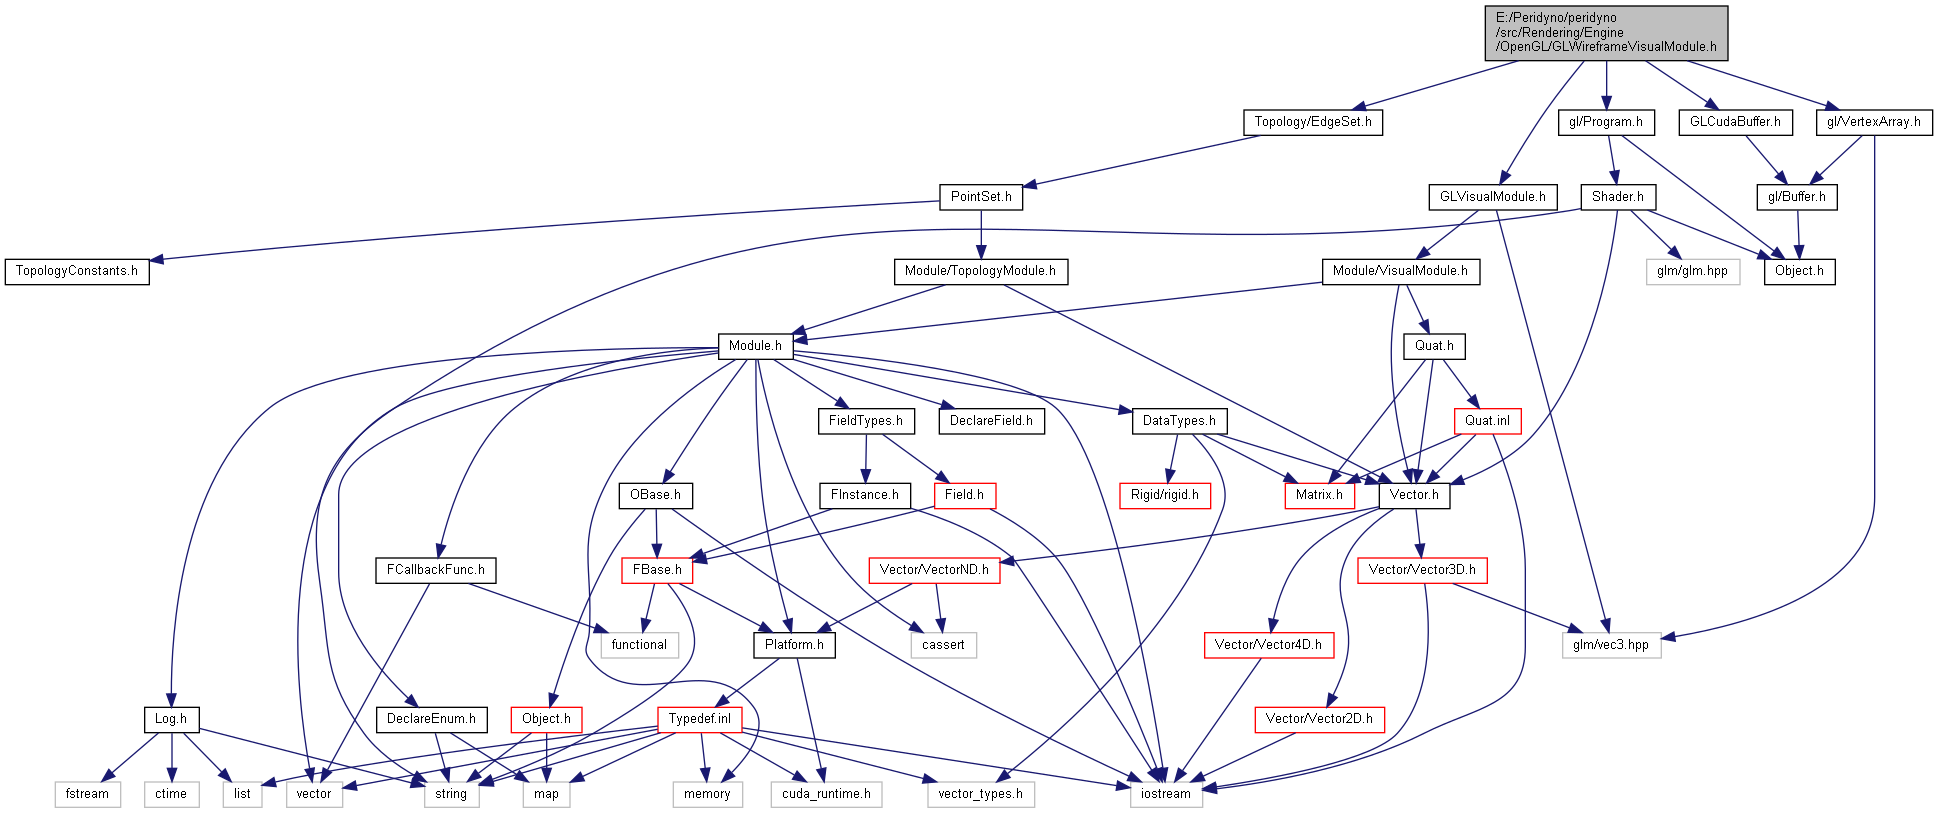 E:/Peridyno/peridyno
/src/Rendering/Engine
/OpenGL/GLWireframeVisualModule.h
Topology/EdgeSet.h
gl/Program.h
GLCudaBuffer.h
gl/VertexArray.h
PointSet.h
GLVisualModule.h
Shader.h
gl/Buffer.h
TopologyConstants.h
Module/TopologyModule.h
Module/VisualModule.h
glm/glm.hpp
Object.h
Module.h
Quat.h
FieldTypes.h
DeclareField.h
DataTypes.h
Quat.inl
OBase.h
FInstance.h
Field.h
Rigid/rigid.h
Matrix.h
Vector.h
FCallbackFunc.h
FBase.h
Vector/VectorND.h
Vector/Vector3D.h
functional
Platform.h
cassert
Vector/Vector4D.h
glm/vec3.hpp
Log.h
DeclareEnum.h
Object.h
Typedef.inl
Vector/Vector2D.h
fstream
ctime
list
vector
string
map
memory
cuda_runtime.h
vector_types.h
iostream